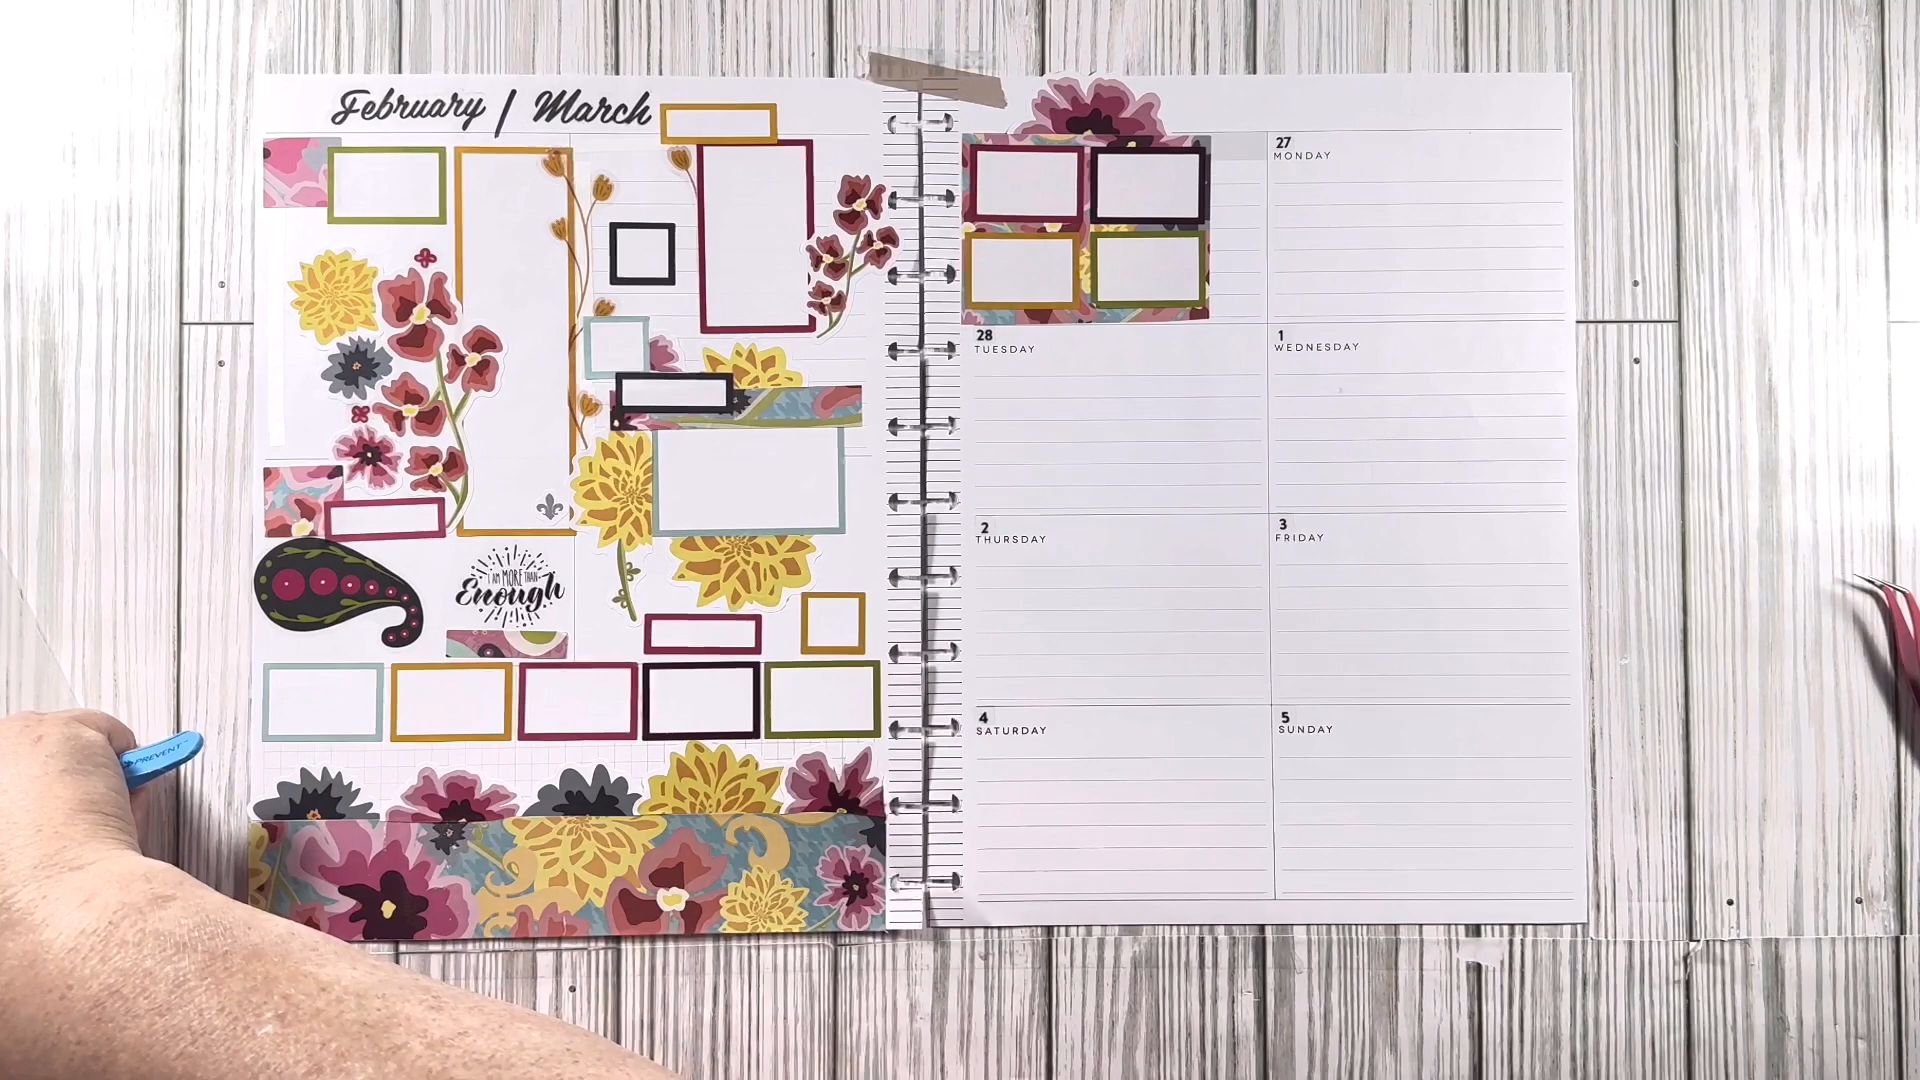 February / March
I AM MORE THAN
Enough
27
MONDAY
28
TUESDAY
1
WEDNESDAY
2
THURSDAY
3
FRIDAY
4
SATURDAY
5
SUNDAY
PREVENT